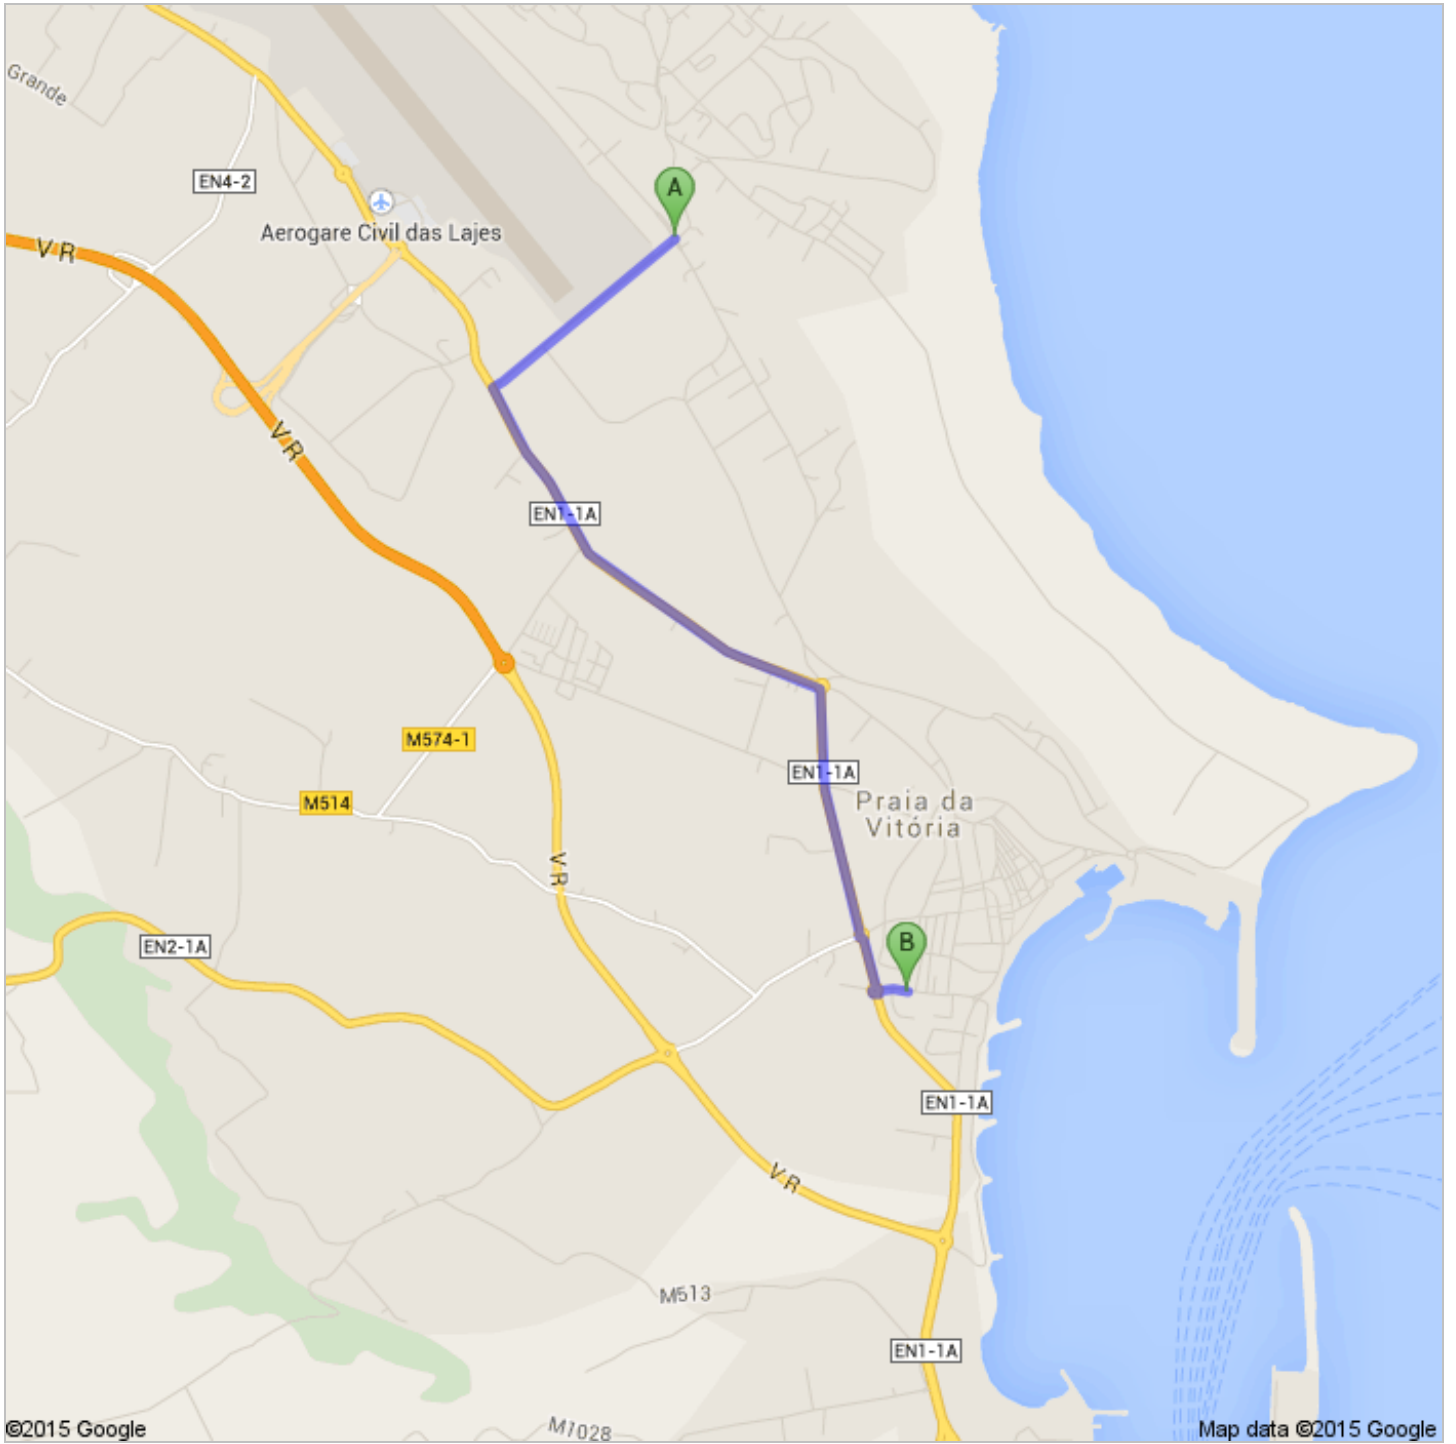 Grande
EN4-2
A
Aerogare Civil das Lajes
V R
V R
EN1-1A
M574-1
EN1-1A
M514
Praia da
Vitória
V R
EN2-1A
B
EN1-1A
V R
M513
EN1-1A
M1028
©2015 Google
Map data ©2015 Google